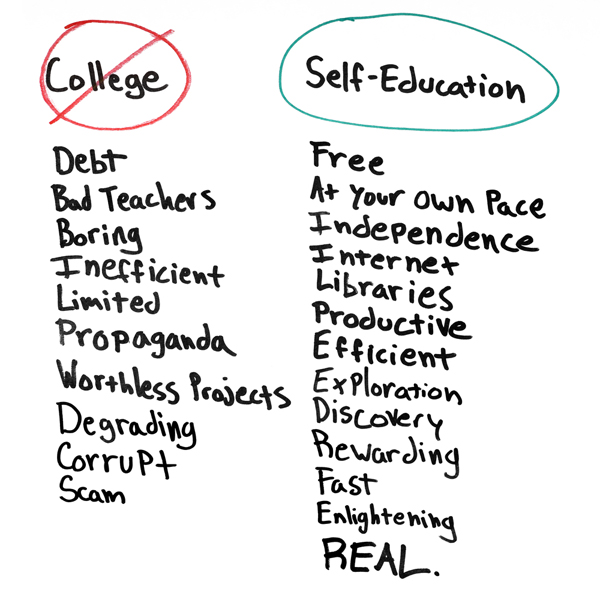 College
Debt
Bad Teachers
Boring
Inefficient
Limited
Propaganda
Worthless Projects
Degrading
Corrupt
Scam
Self-Education
Free
At Your Own Pace
Independence
Internet
Libraries
Productive
Efficient
Exploration
Discovery
Rewarding
Fast
Enlightening
REAL.